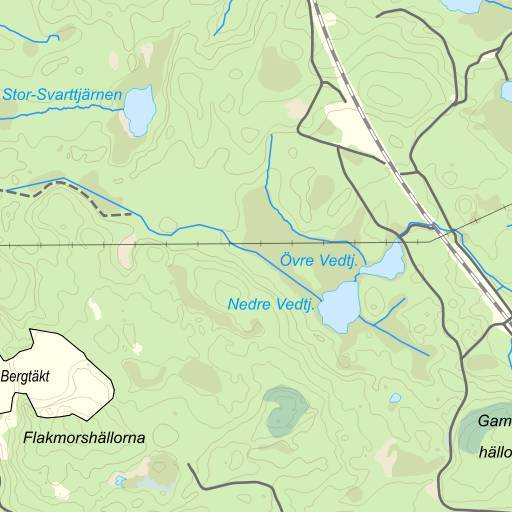 Stor-Svarttjärnen
Övre Vedtj.
Nedre Vedtj.
Bergtäkt
Flakmorshällorna
Gam
hällo